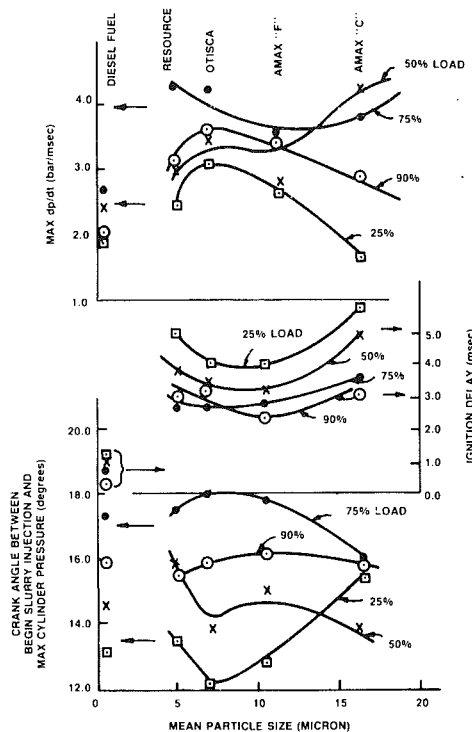 DIESEL FUEL
RESOURCE
OTISCA
AMAX "F"
AMAX "C"
50% LOAD
75%
90%
25%
4.0
3.0
2.0
1.0
MAX dp/dt (bar/msec)
25% LOAD
50%
75%
90%
5.0
4.0
3.0
2.0
1.0
0.0
IGNITION DELAY (msec)
20.0
18.0
16.0
14.0
12.0
CRANK ANGLE BETWEEN
BEGIN SLURRY INJECTION AND
MAX CYLINDER PRESSURE (degrees)
75% LOAD
90%
25%
50%
0
5
10
15
20
MEAN PARTICLE SIZE (MICRON)